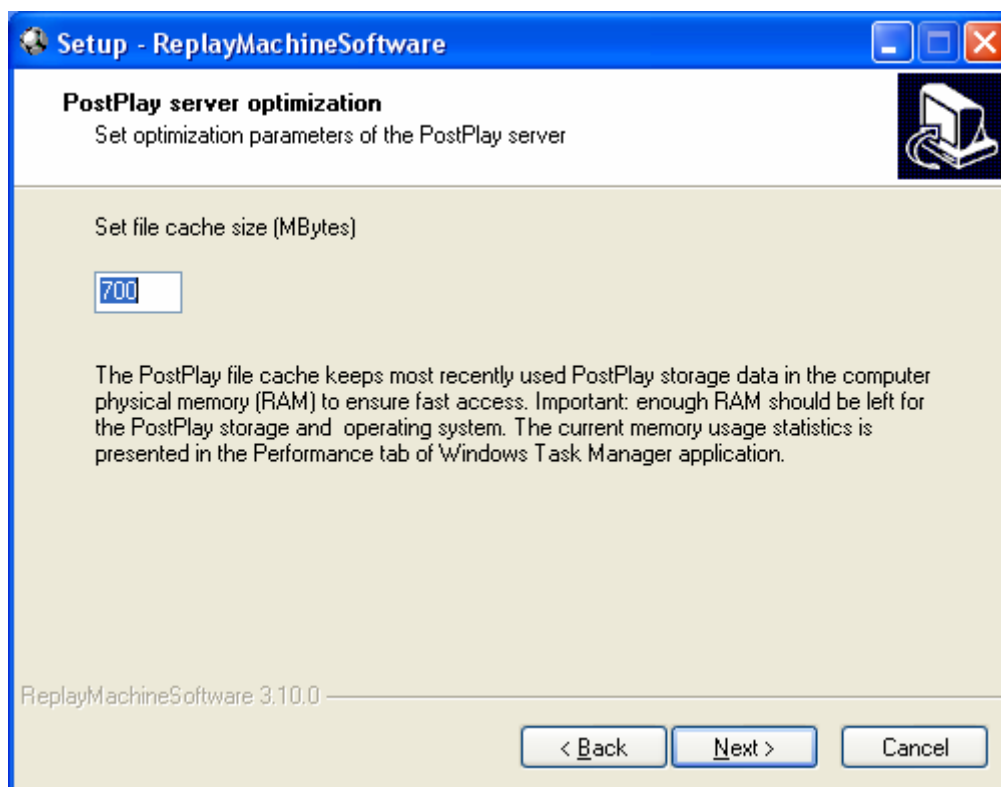 Setup - ReplayMachineSoftware
PostPlay server optimization
Set optimization parameters of the PostPlay server
Set file cache size (MBytes)
700
The PostPlay file cache keeps most recently used PostPlay storage data in the computer
physical memory (RAM) to ensure fast access. Important: enough RAM should be left for
the PostPlay storage and  operating system. The current memory usage statistics is
presented in the Performance tab of Windows Task Manager application.
ReplayMachineSoftware 3.10.0
< Back
Next >
Cancel